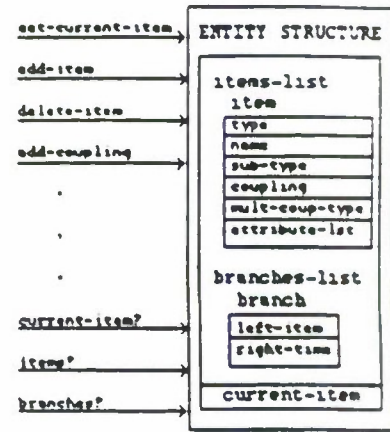 set-current-item
add-item
delete-item
add-coupling
current-item?
items?
branches?
ENTITY STRUCTURE
items-list
item
type
name
sub-type
coupling
mult-coup-type
attribute-lst
branches-list
branch
left-item
right-time
current-item